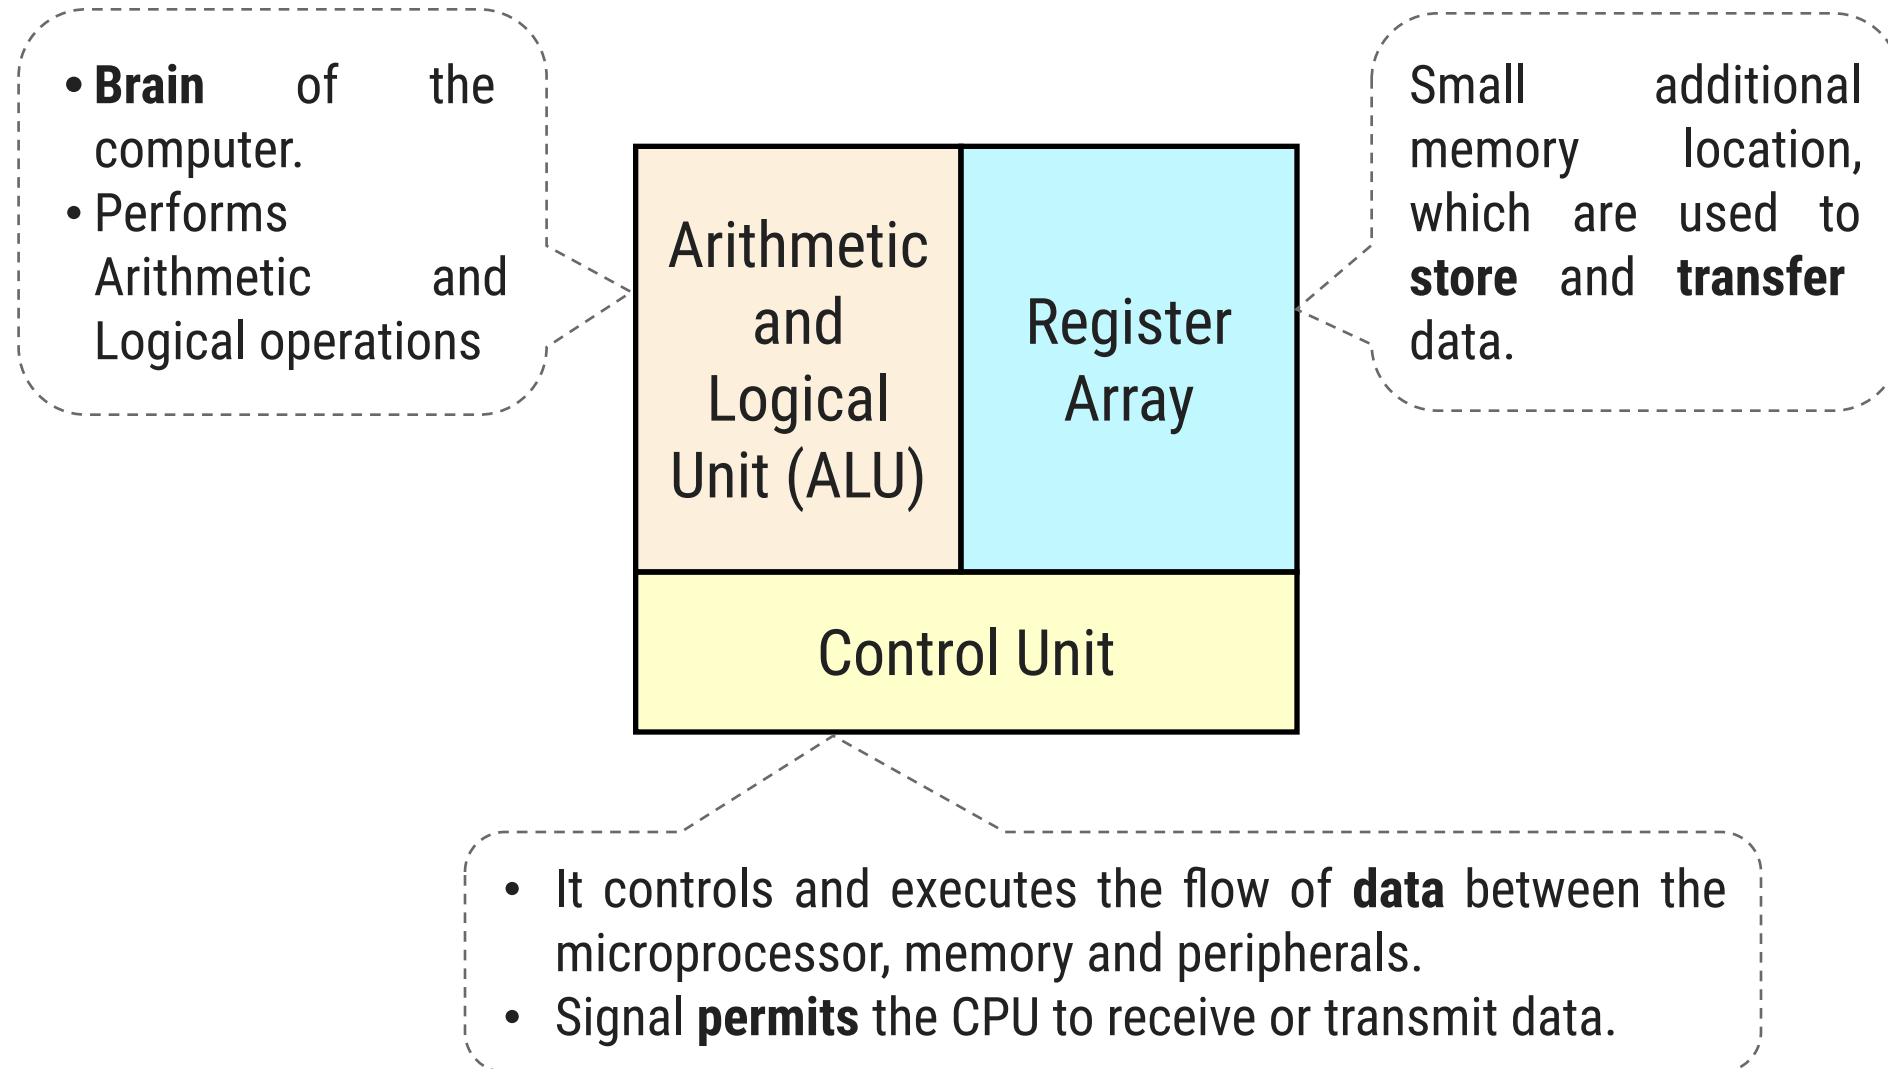 • Brain of the
computer.
• Performs
Arithmetic and
Logical operations
Arithmetic
and
Logical
Unit (ALU)
Register
Array
Small additional
memory location,
which are used to
store and transfer
data.
Control Unit
• It controls and executes the flow of data between the
microprocessor, memory and peripherals.
• Signal permits the CPU to receive or transmit data.